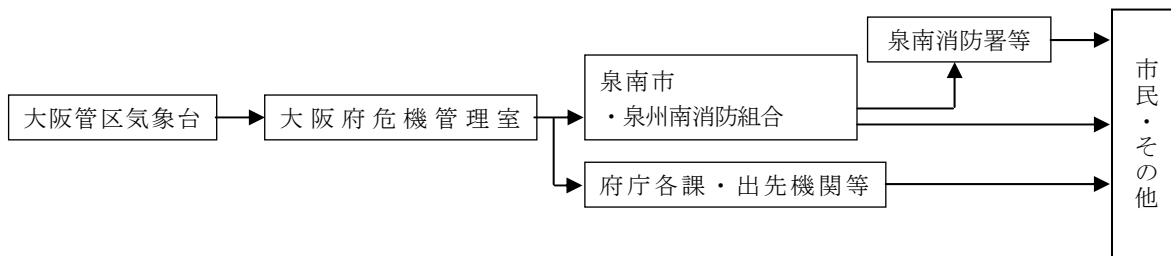 泉南消防署等
泉南市
・泉州南消防組合
大阪管区気象台
大阪府危機管理室
府庁各課・出先機関等
市民・その他